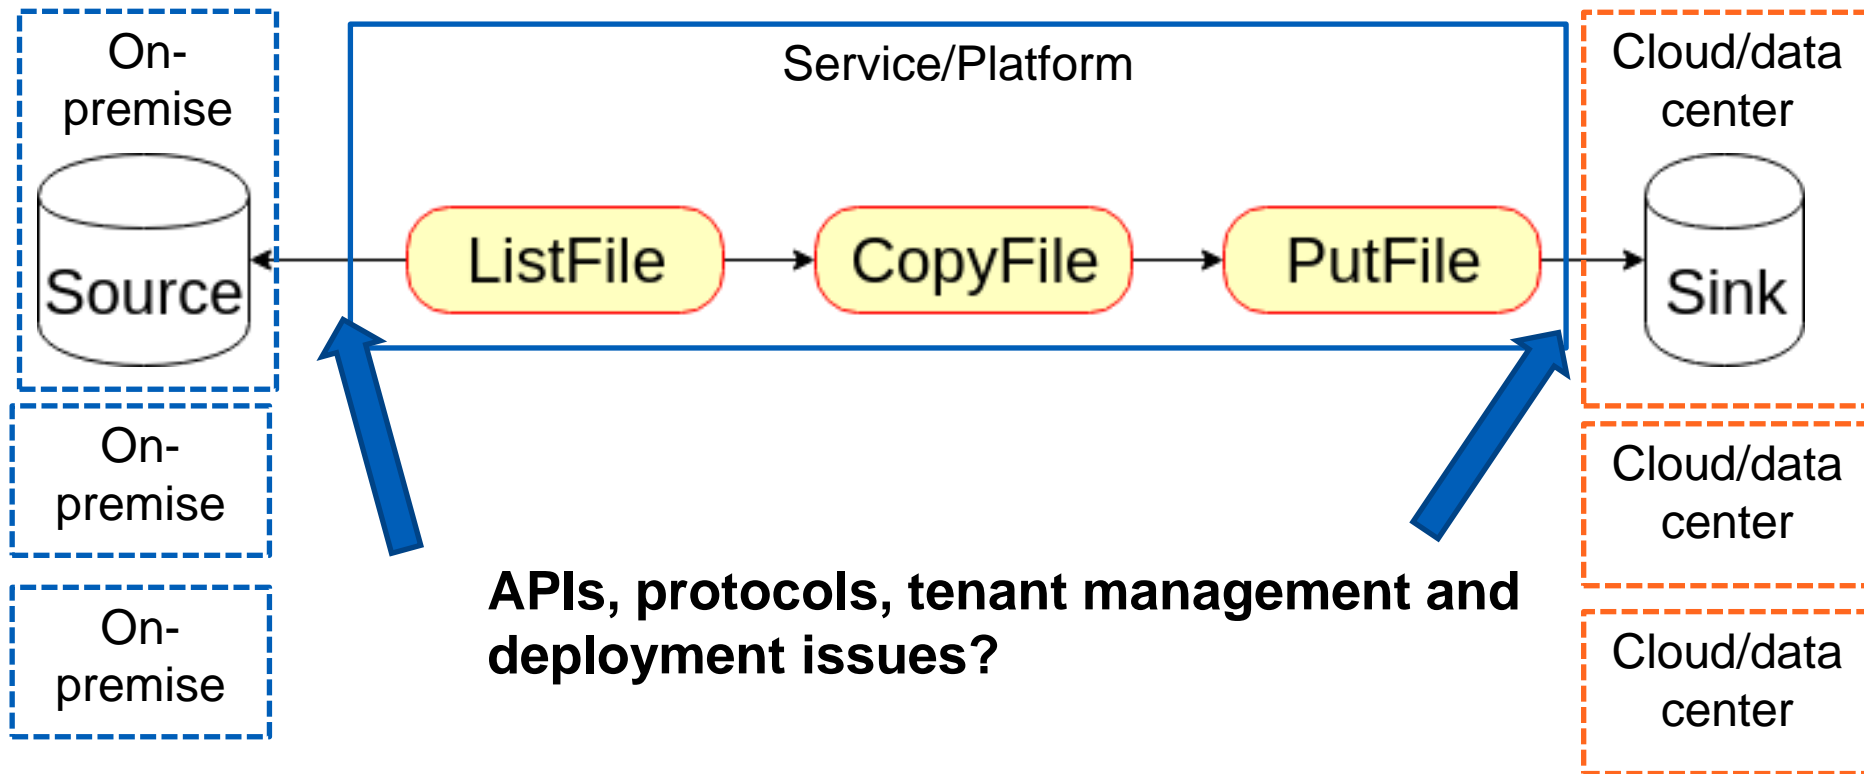 On-
premise
Service/Platform
Cloud/data
center
Source
ListFile
CopyFile
PutFile
Sink
On-
premise
Cloud/data
center
APIs, protocols, tenant management and
deployment issues?
On-
premise
Cloud/data
center